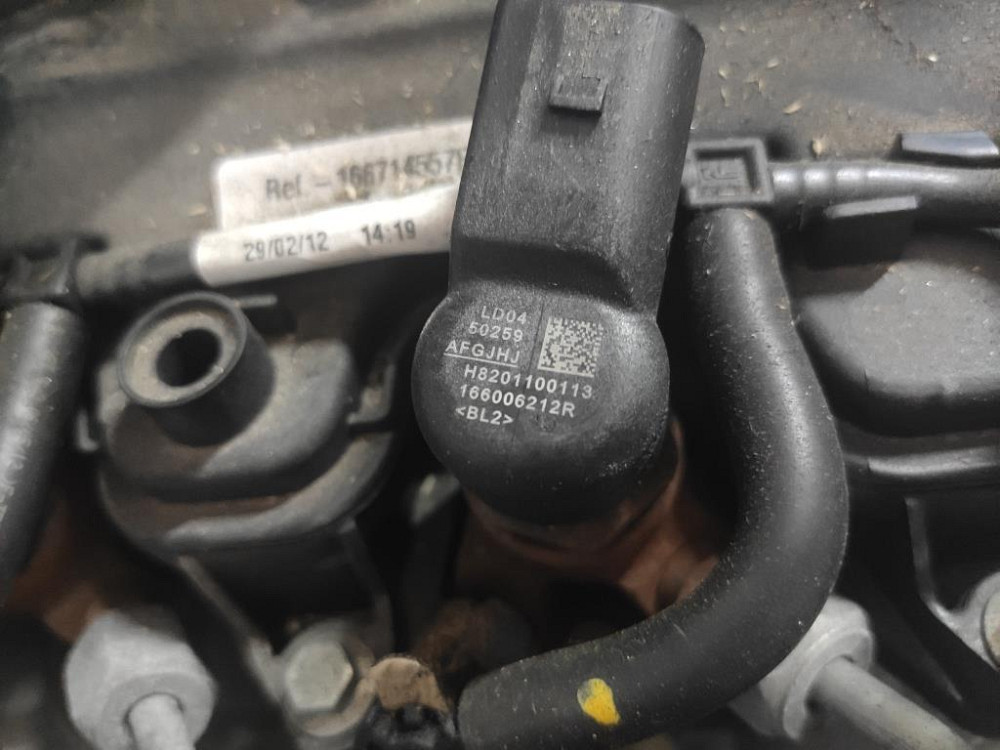 Ref. -
29/02/12 14:19
LD04
50259
AFGJHJ
H8201100113
166006212R
<BL2>